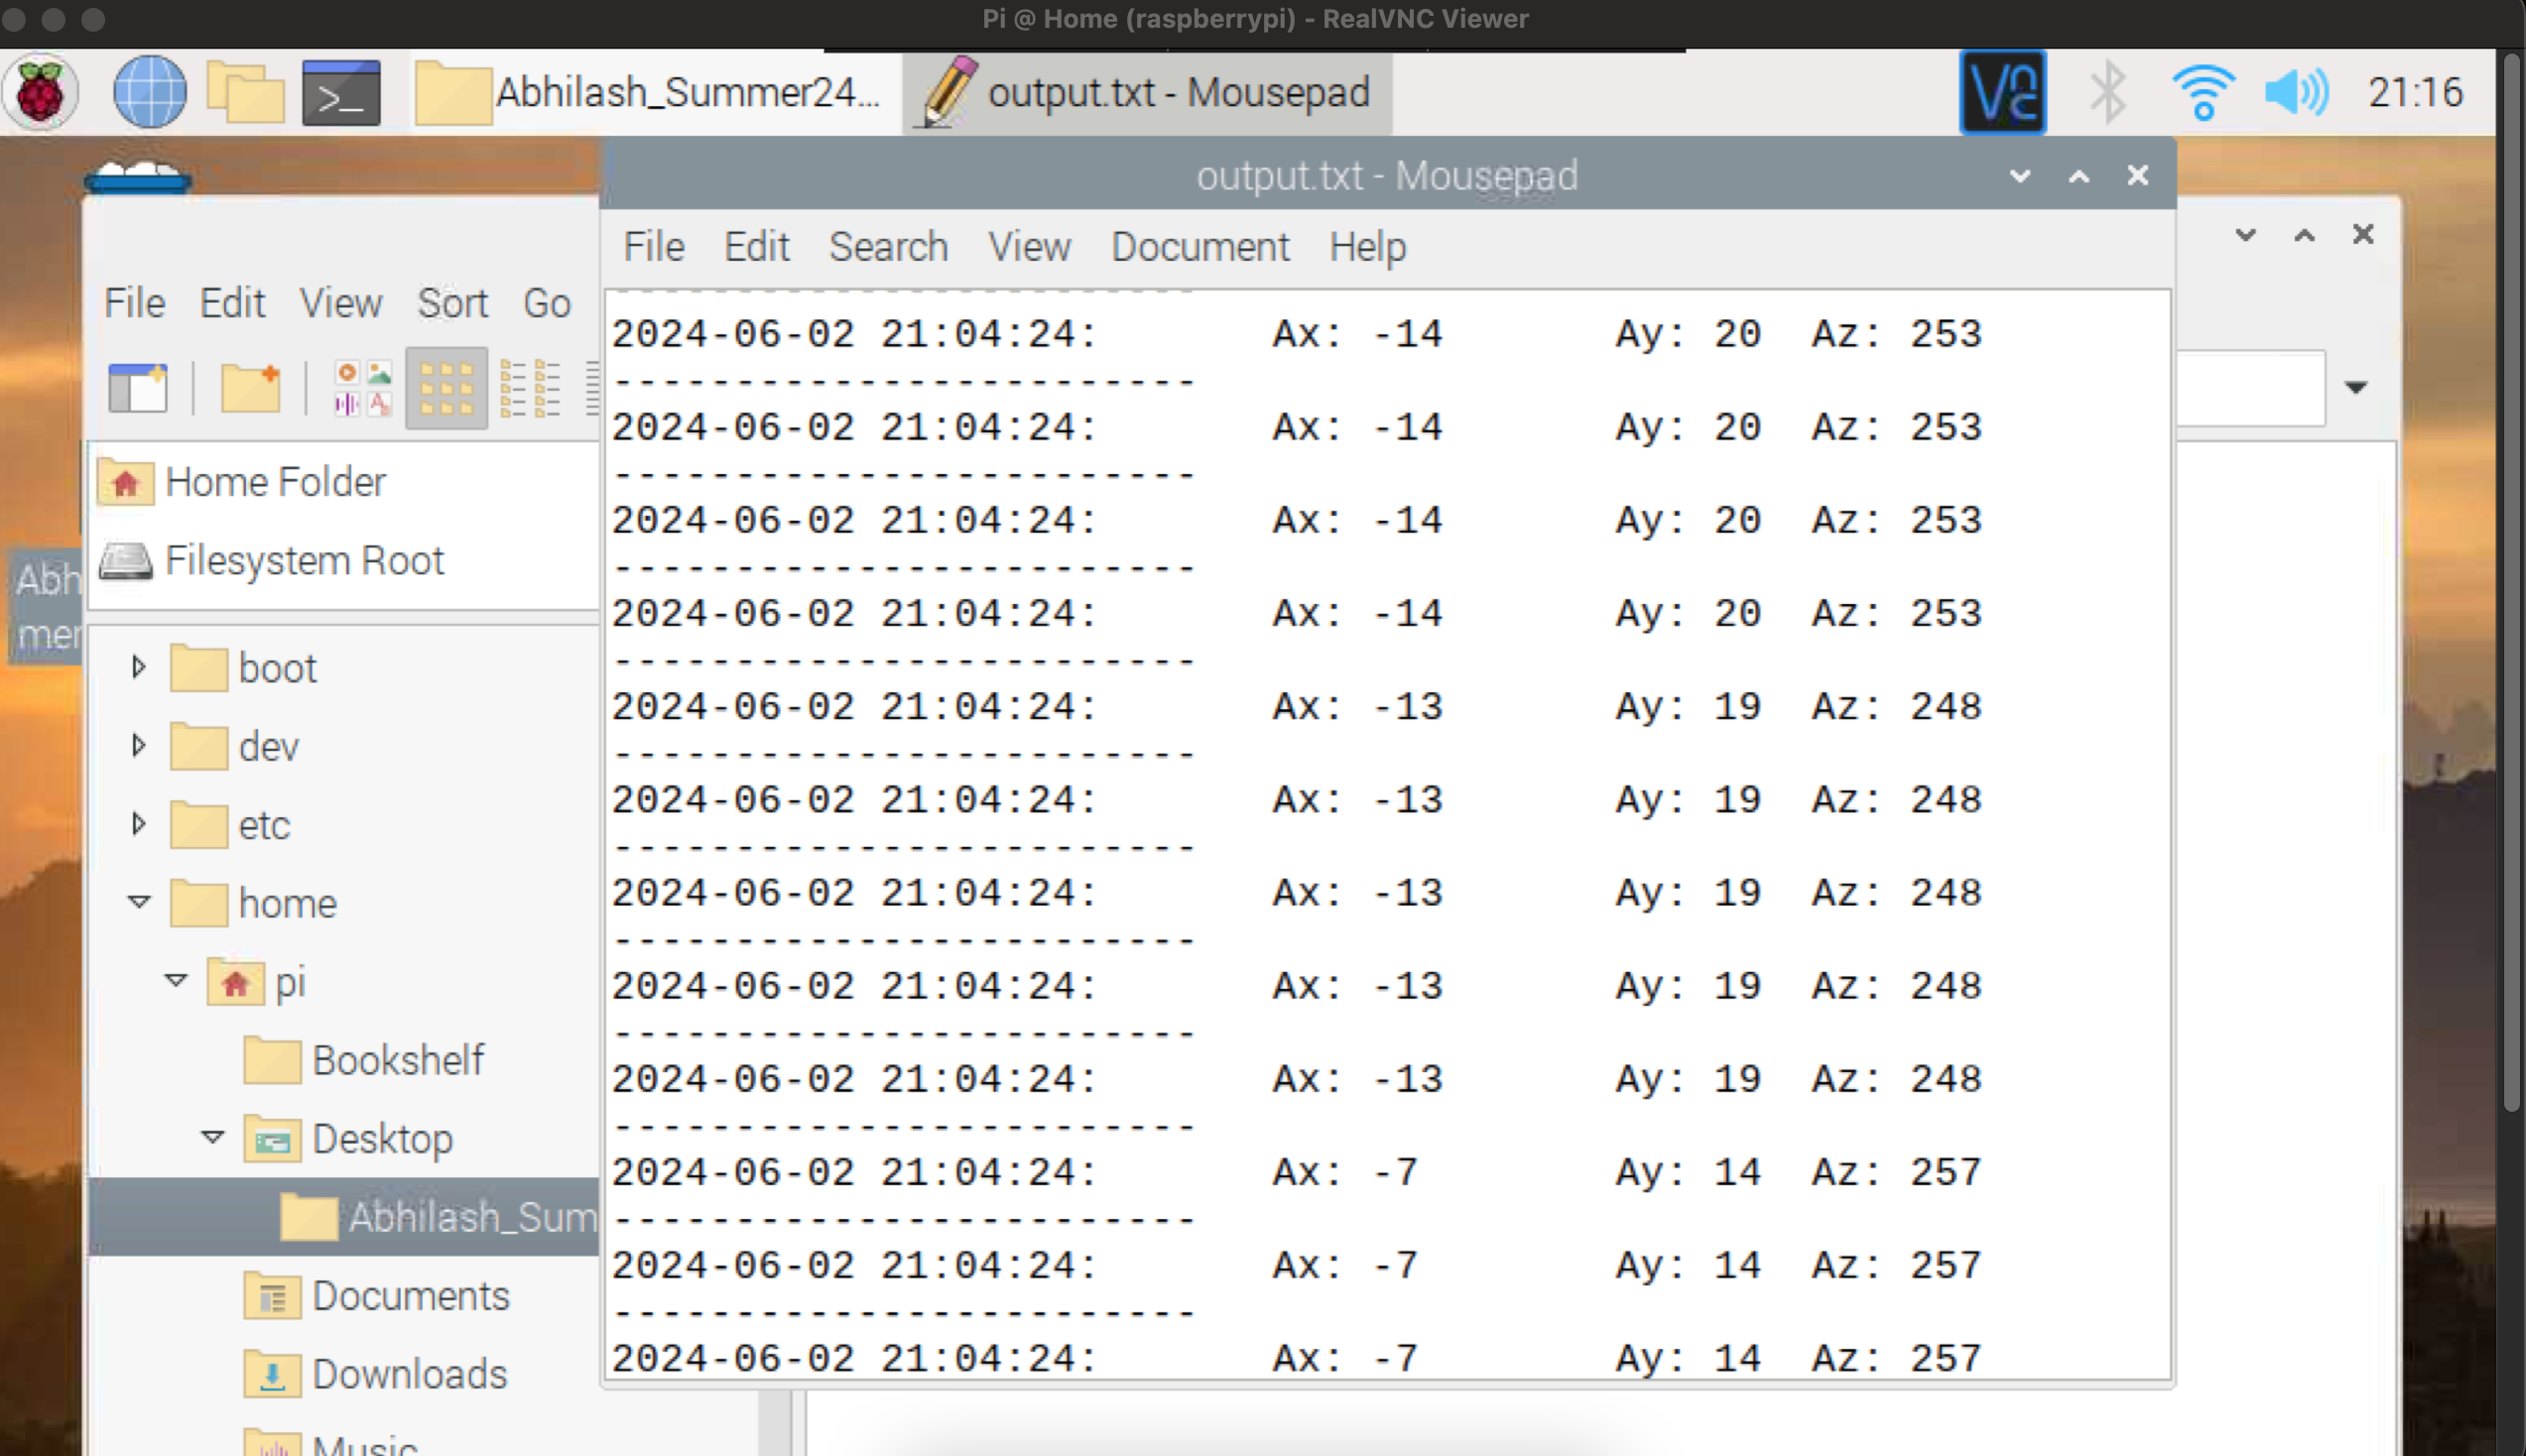 Pi @ Home (raspberrypi) - RealVNC Viewer
Abhilash_Summer24...
output.txt - Mousepad
21:16
output.txt - Mousepad
File Edit Search View Document Help
File Edit View Sort Go
Home Folder
Filesystem Root
Abh
mer
boot
dev
etc
home
pi
Bookshelf
Desktop
Abhilash_Sum
Documents
Downloads
Music
------------------------
2024-06-02 21:04:24: Ax: -14 Ay: 20 Az: 253
------------------------
2024-06-02 21:04:24: Ax: -14 Ay: 20 Az: 253
------------------------
2024-06-02 21:04:24: Ax: -14 Ay: 20 Az: 253
------------------------
2024-06-02 21:04:24: Ax: -14 Ay: 20 Az: 253
------------------------
2024-06-02 21:04:24: Ax: -13 Ay: 19 Az: 248
------------------------
2024-06-02 21:04:24: Ax: -13 Ay: 19 Az: 248
------------------------
2024-06-02 21:04:24: Ax: -13 Ay: 19 Az: 248
------------------------
2024-06-02 21:04:24: Ax: -13 Ay: 19 Az: 248
------------------------
2024-06-02 21:04:24: Ax: -13 Ay: 19 Az: 248
------------------------
2024-06-02 21:04:24: Ax: -7 Ay: 14 Az: 257
------------------------
2024-06-02 21:04:24: Ax: -7 Ay: 14 Az: 257
------------------------
2024-06-02 21:04:24: Ax: -7 Ay: 14 Az: 257